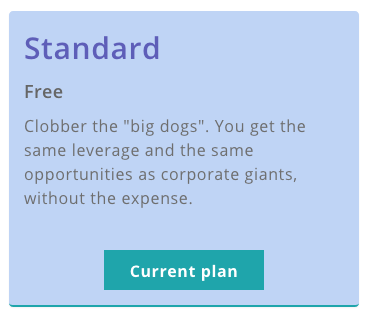 Standard
Free
Clobber the "big dogs". You get the
same leverage and the same
opportunities as corporate giants,
without the expense.
Current plan